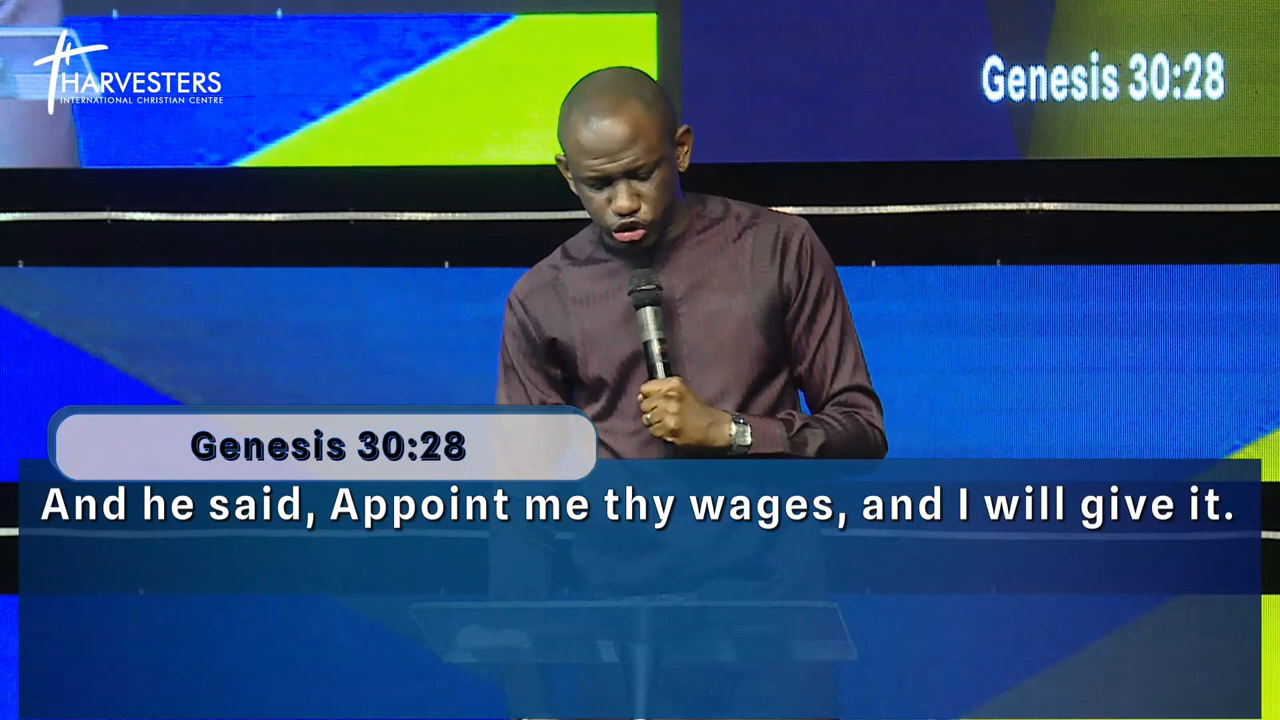 HARVESTERS
INTERNATIONAL CHRISTIAN CENTRE
Genesis 30:28
Genesis 30:28
And he said, Appoint me thy wages, and I will give it.